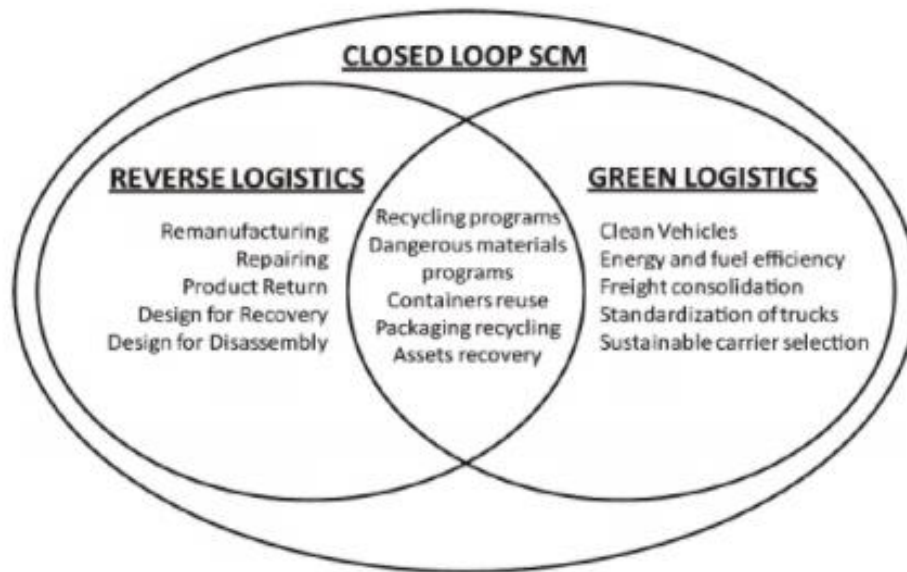 CLOSED LOOP SCM
REVERSE LOGISTICS
Remanufacturing
Repairing
Product Return
Design for Recovery
Design for Disassembly
Recycling programs
Dangerous materials
programs
Containers reuse
Packaging recycling
Assets recovery
GREEN LOGISTICS
Clean Vehicles
Energy and fuel efficiency
Freight consolidation
Standardization of trucks
Sustainable carrier selection